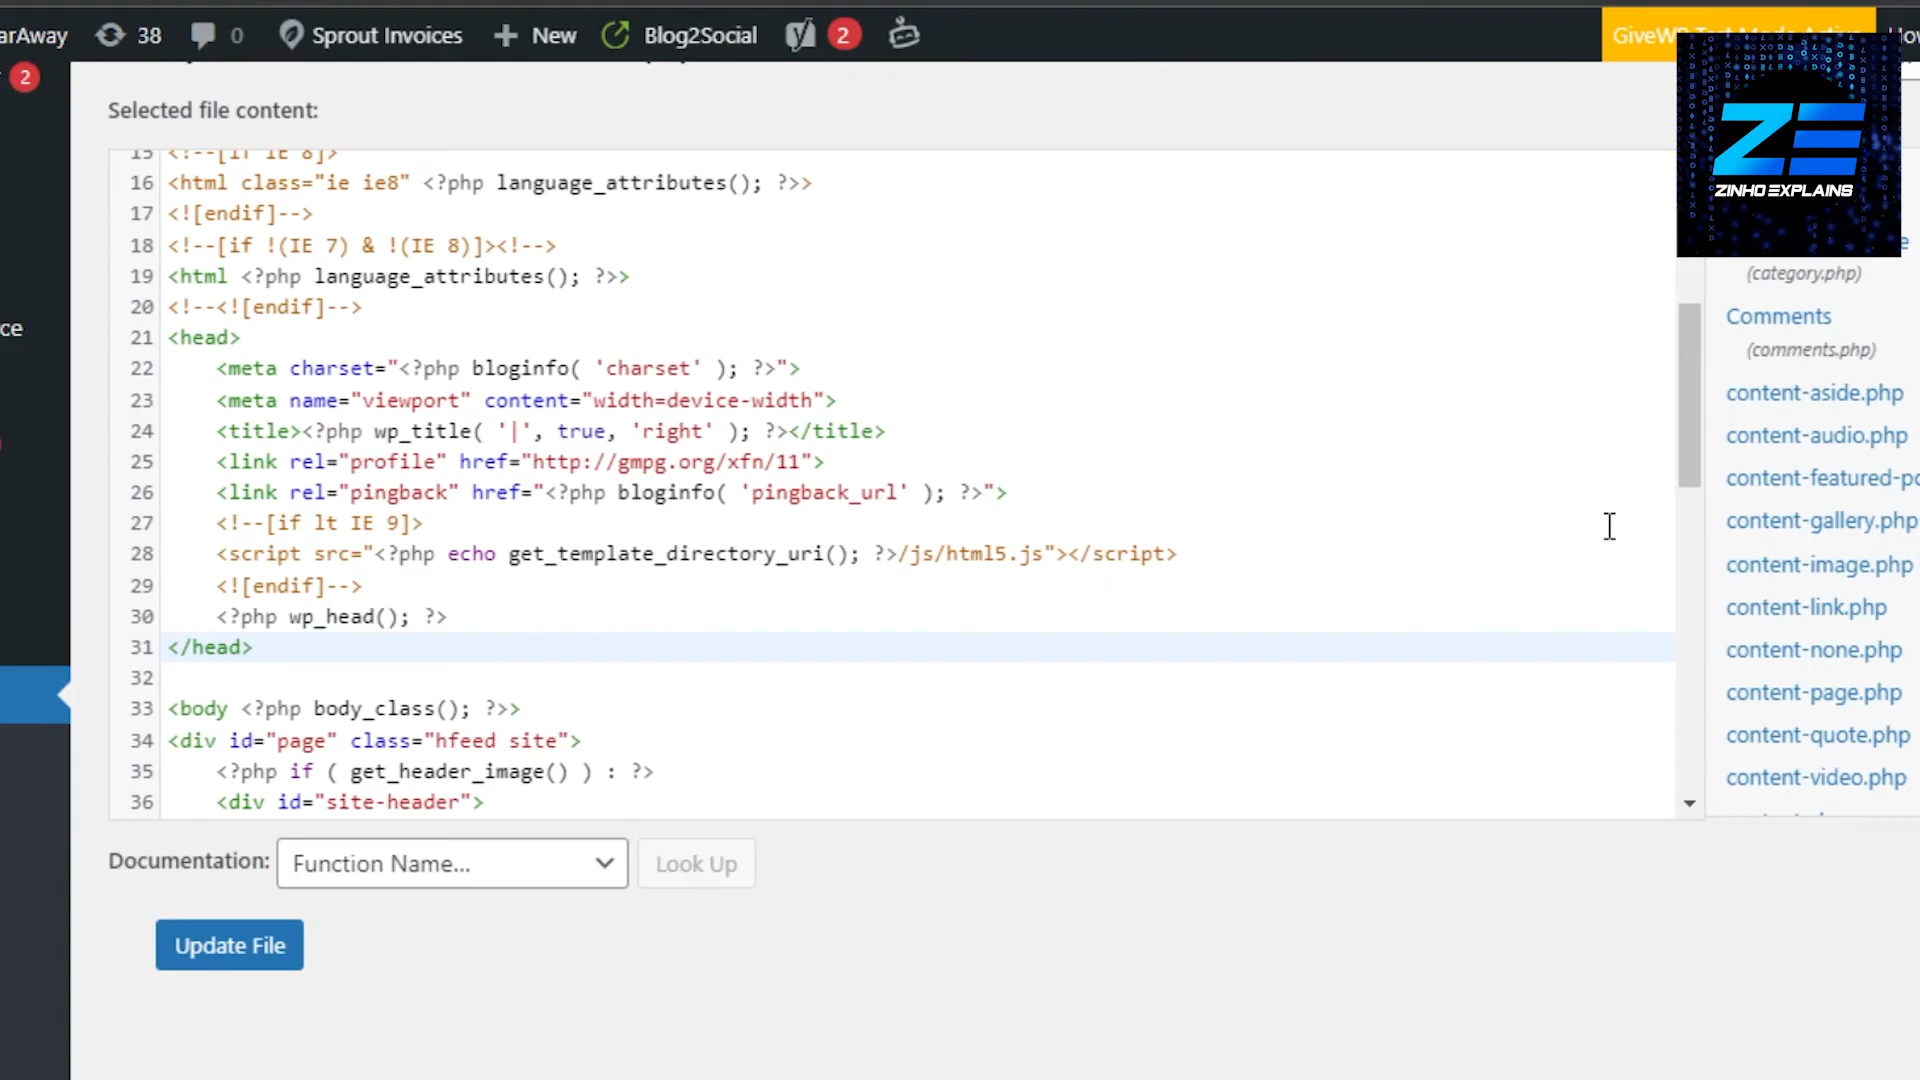 arAway 38 0 Sprout Invoices New Blog2Social 2
2
Selected file content:
15 <!--[if IE 8]>
16 <html class="ie ie8" <?php language_attributes(); ?>>
17 <![endif]-->
18 <!--[if !(IE 7) & !(IE 8)]><!-->
19 <html <?php language_attributes(); ?>>
20 <!--<![endif]-->
21 <head>
22 <meta charset="<?php bloginfo( 'charset' ); ?>">
23 <meta name="viewport" content="width=device-width">
24 <title><?php wp_title( '|', true, 'right' ); ?></title>
25 <link rel="profile" href="http://gmpg.org/xfn/11">
26 <link rel="pingback" href="<?php bloginfo( 'pingback_url' ); ?>">
27 <!--[if lt IE 9]>
28 <script src="<?php echo get_template_directory_uri(); ?>/js/html5.js"></script>
29 <![endif]-->
30 <?php wp_head(); ?>
31 </head>
32
33 <body <?php body_class(); ?>>
34 <div id="page" class="hfeed site">
35 <?php if ( get_header_image() ) : ?>
36 <div id="site-header">
ce
ZE
ZINHO EXPLAINS
(category.php)
Comments
(comments.php)
content-aside.php
content-audio.php
content-featured-po
content-gallery.php
content-image.php
content-link.php
content-none.php
content-page.php
content-quote.php
content-video.php
Documentation: Function Name... Look Up
Update File